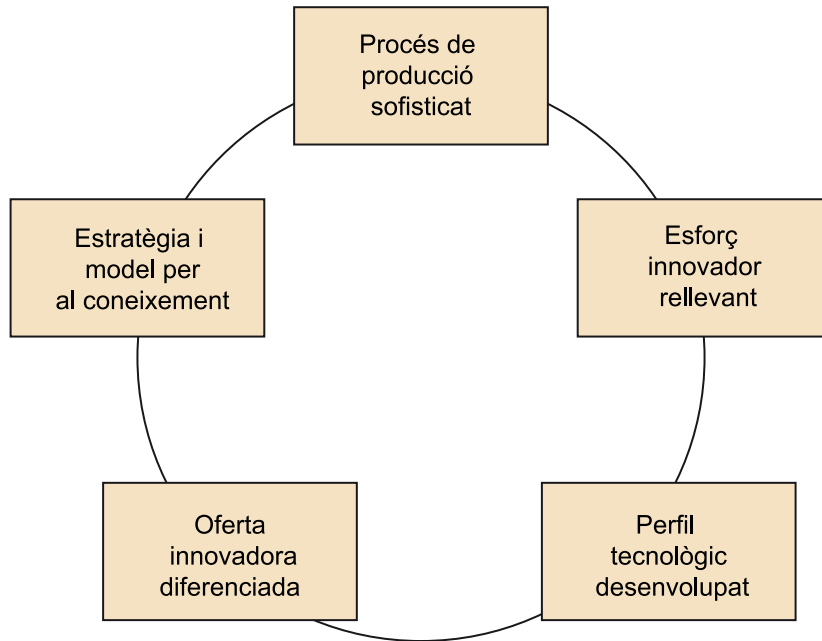 Procés de
producció
sofisticat
Estratègia i
model per
al coneixement
Esforç
innovador
rellevant
Oferta
innovadora
diferenciada
Perfil
tecnològic
desenvolupat